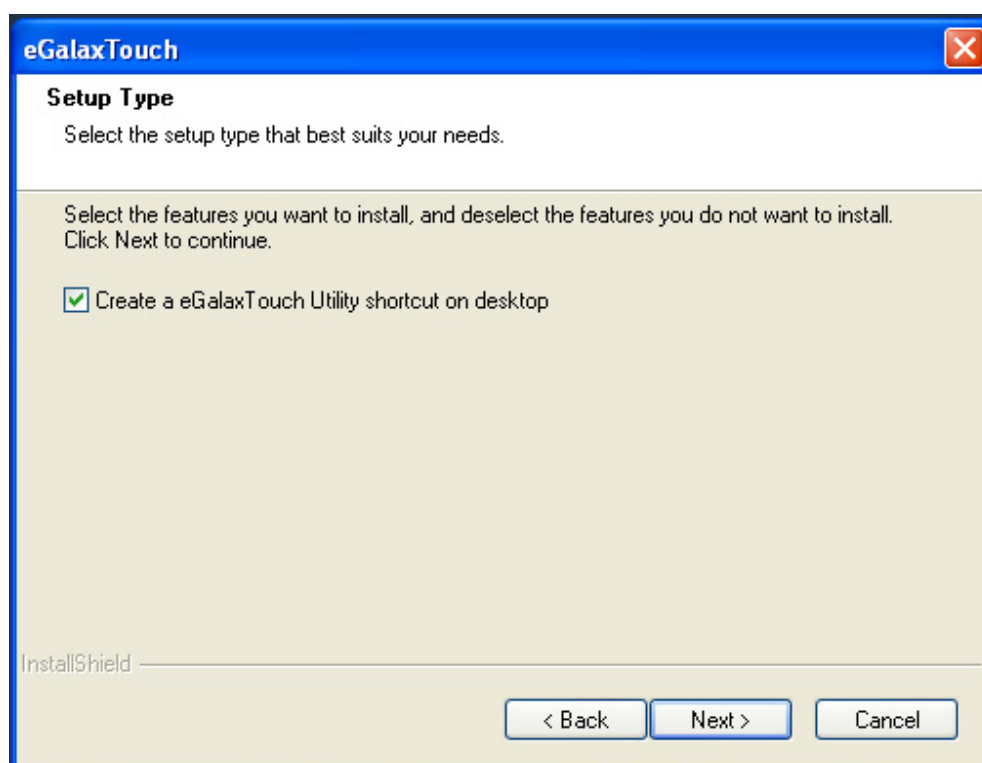 eGalaxTouch
Setup Type
Select the setup type that best suits your needs.
Select the features you want to install, and deselect the features you do not want to install.
Click Next to continue.
Create a eGalaxTouch Utility shortcut on desktop
InstallShield
< Back Next > Cancel